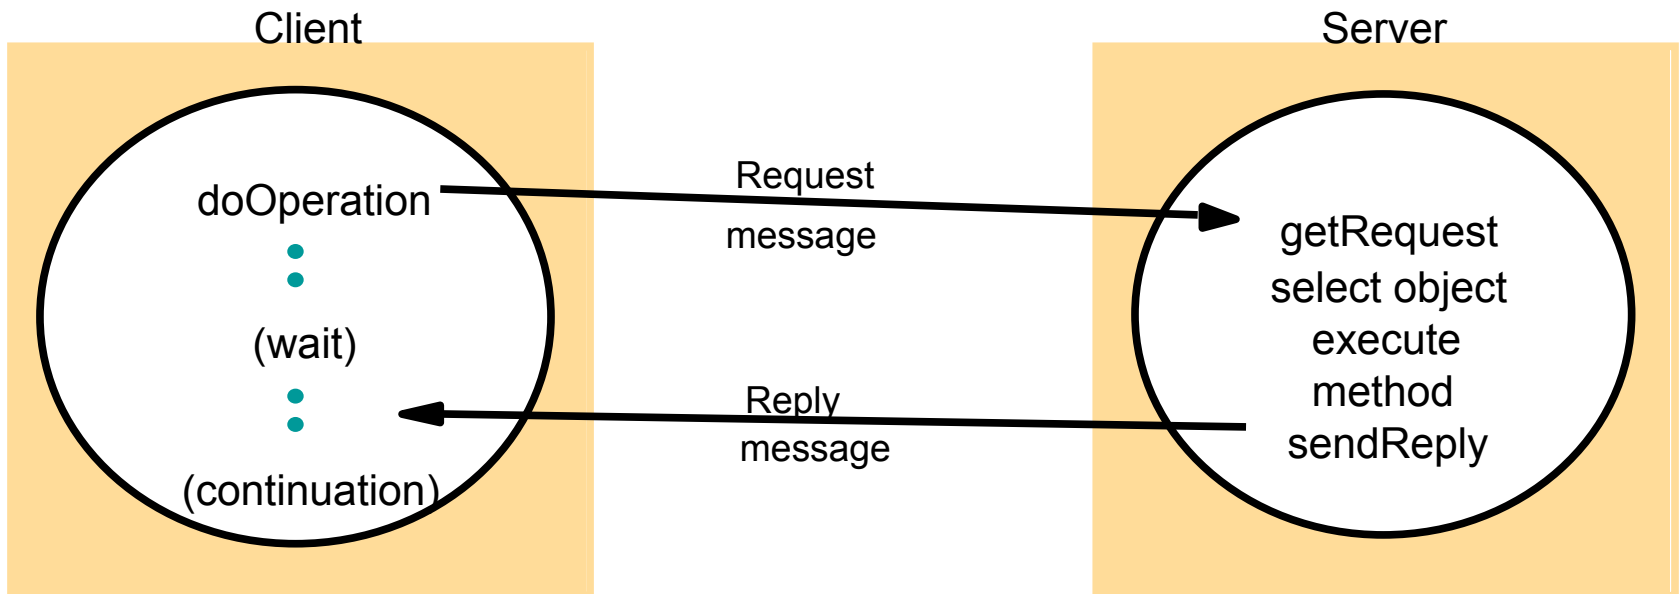 Client
Server
doOperation
(wait)
(continuation)
Request
message
Reply
message
getRequest
select object
execute
method
sendReply